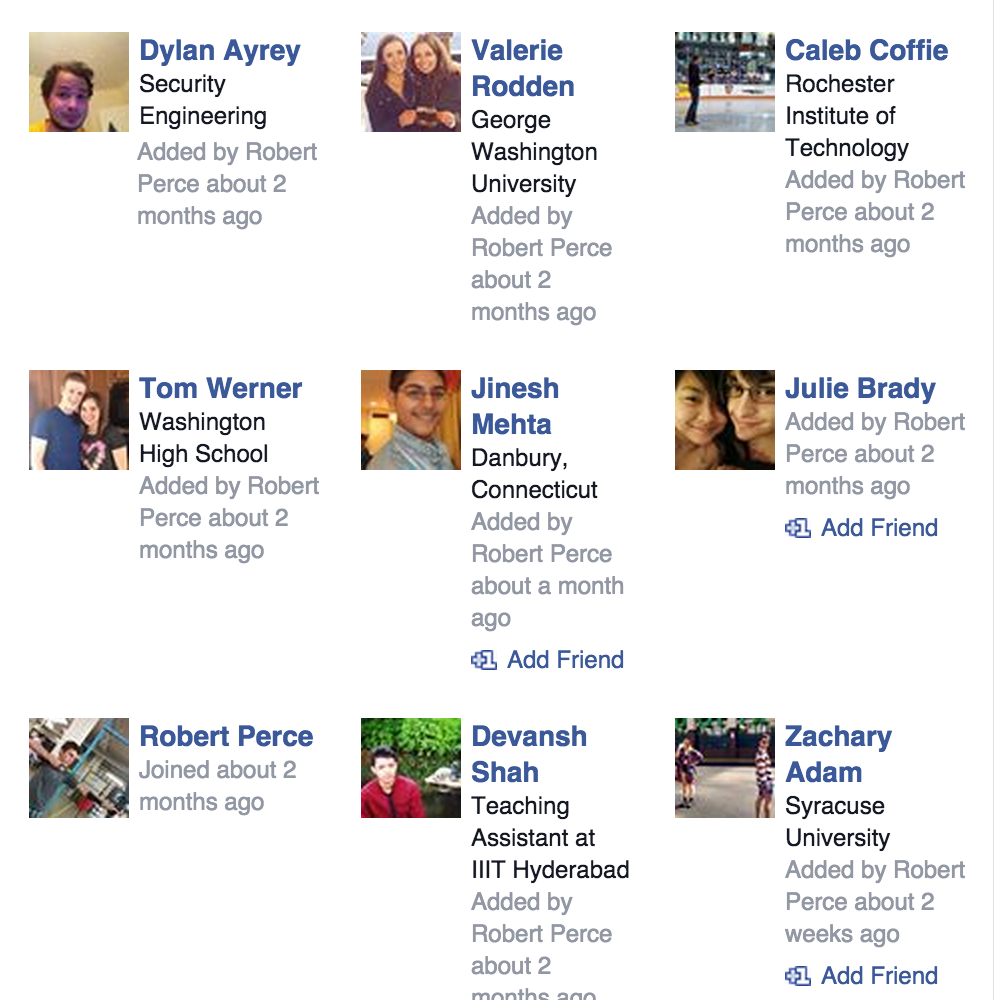 Dylan Ayrey
Security
Engineering
Added by Robert
Perce about 2
months ago
Valerie
Rodden
George
Washington
University
Added by
Robert Perce
about 2
months ago
Caleb Coffie
Rochester
Institute of
Technology
Added by Robert
Perce about 2
months ago
Tom Werner
Washington
High School
Added by Robert
Perce about 2
months ago
Jinesh
Mehta
Danbury,
Connecticut
Added by
Robert Perce
about a month
ago
Add Friend
Julie Brady
Added by Robert
Perce about 2
months ago
Add Friend
Robert Perce
Joined about 2
months ago
Devansh
Shah
Teaching
Assistant at
IIIT Hyderabad
Added by
Robert Perce
about 2
months ago
Zachary
Adam
Syracuse
University
Added by Robert
Perce about 2
weeks ago
Add Friend